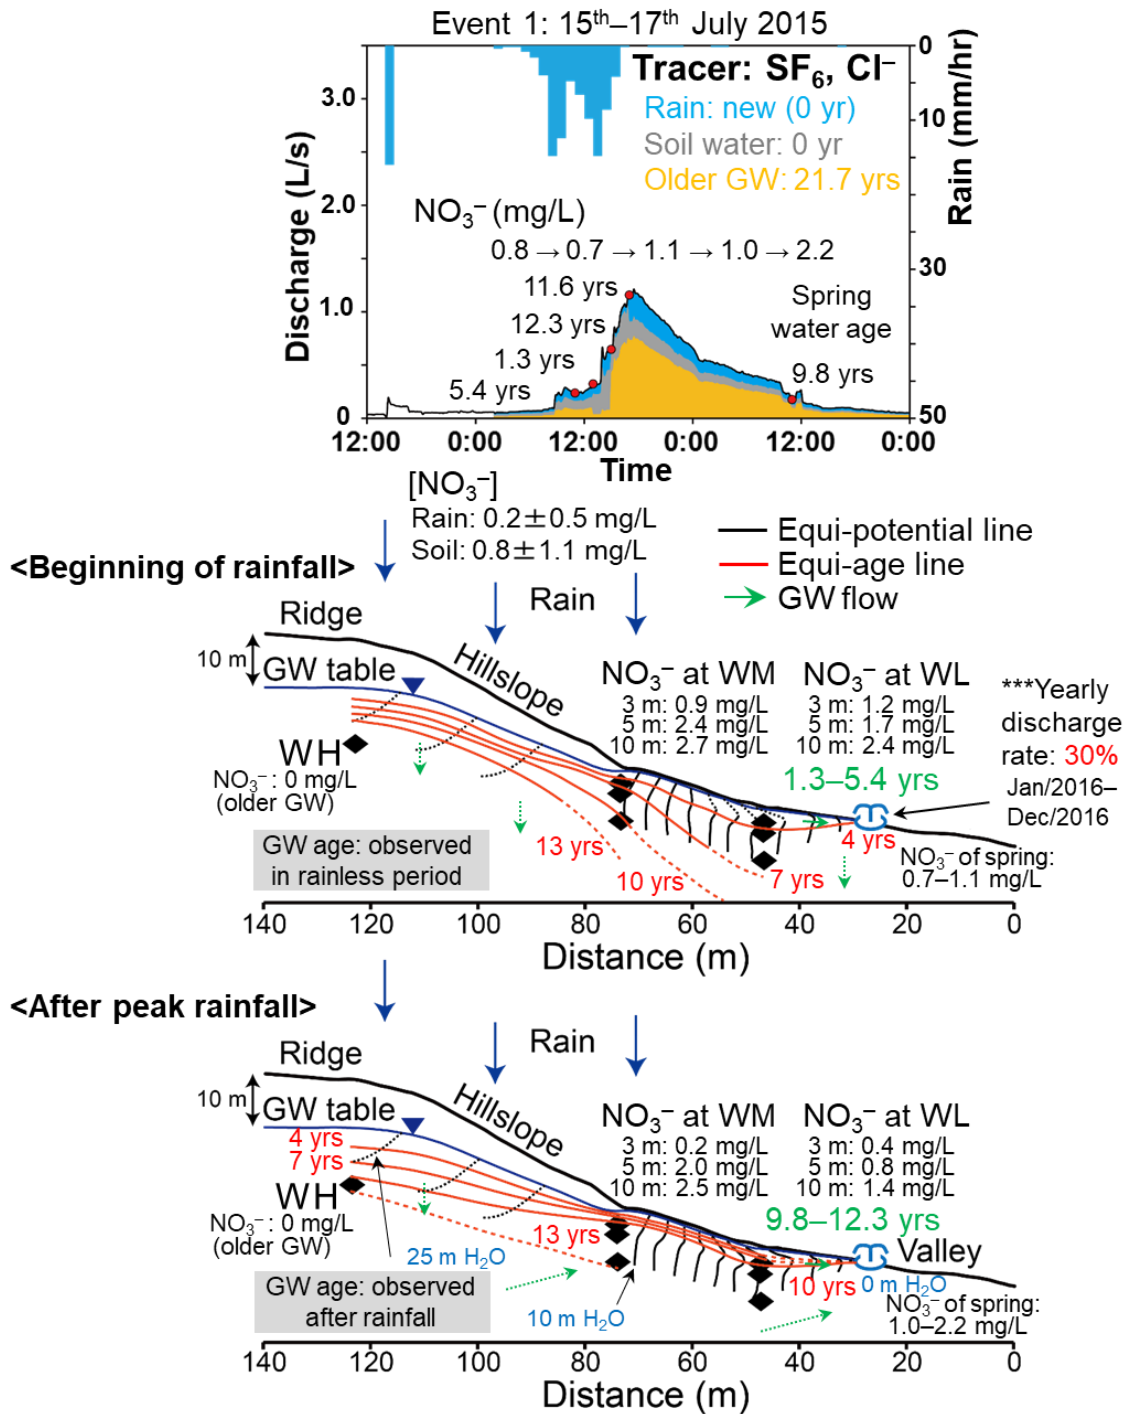 Event 1: 15th–17th July 2015
Tracer: SF6, Cl–
Rain: new (0 yr)
Soil water: 0 yr
Older GW: 21.7 yrs
Discharge (L/s)
3.0
2.0
1.0
0
Rain (mm/hr)
0
10
30
50
NO3– (mg/L)
0.8 → 0.7 → 1.1 → 1.0 → 2.2
11.6 yrs
12.3 yrs
1.3 yrs
5.4 yrs
Spring
water age
9.8 yrs
12:00 0:00 12:00 0:00 12:00 0:00
Time
[NO3–]
Rain: 0.2±0.5 mg/L
Soil: 0.8±1.1 mg/L
Equi-potential line
Equi-age line
GW flow
<Beginning of rainfall>
Rain
Ridge
10 m
GW table
Hillslope
NO3– at WM
3 m: 0.9 mg/L
5 m: 2.4 mg/L
10 m: 2.7 mg/L
NO3– at WL
3 m: 1.2 mg/L
5 m: 1.7 mg/L
10 m: 2.4 mg/L
***Yearly
discharge
rate: 30%
Jan/2016–
Dec/2016
1.3–5.4 yrs
WH
NO3–: 0 mg/L
(older GW)
GW age: observed
in rainless period
13 yrs
10 yrs
7 yrs
4 yrs
NO3– of spring:
0.7–1.1 mg/L
140 120 100 80 60 40 20 0
Distance (m)
<After peak rainfall>
Rain
Ridge
10 m
GW table
4 yrs
7 yrs
Hillslope
NO3– at WM
3 m: 0.2 mg/L
5 m: 2.0 mg/L
10 m: 2.5 mg/L
NO3– at WL
3 m: 0.4 mg/L
5 m: 0.8 mg/L
10 m: 1.4 mg/L
9.8–12.3 yrs
WH
NO3–: 0 mg/L
(older GW)
13 yrs
25 m H2O
Valley
10 yrs
0 m H2O
GW age: observed
after rainfall
10 m H2O
NO3– of spring:
1.0–2.2 mg/L
140 120 100 80 60 40 20 0
Distance (m)